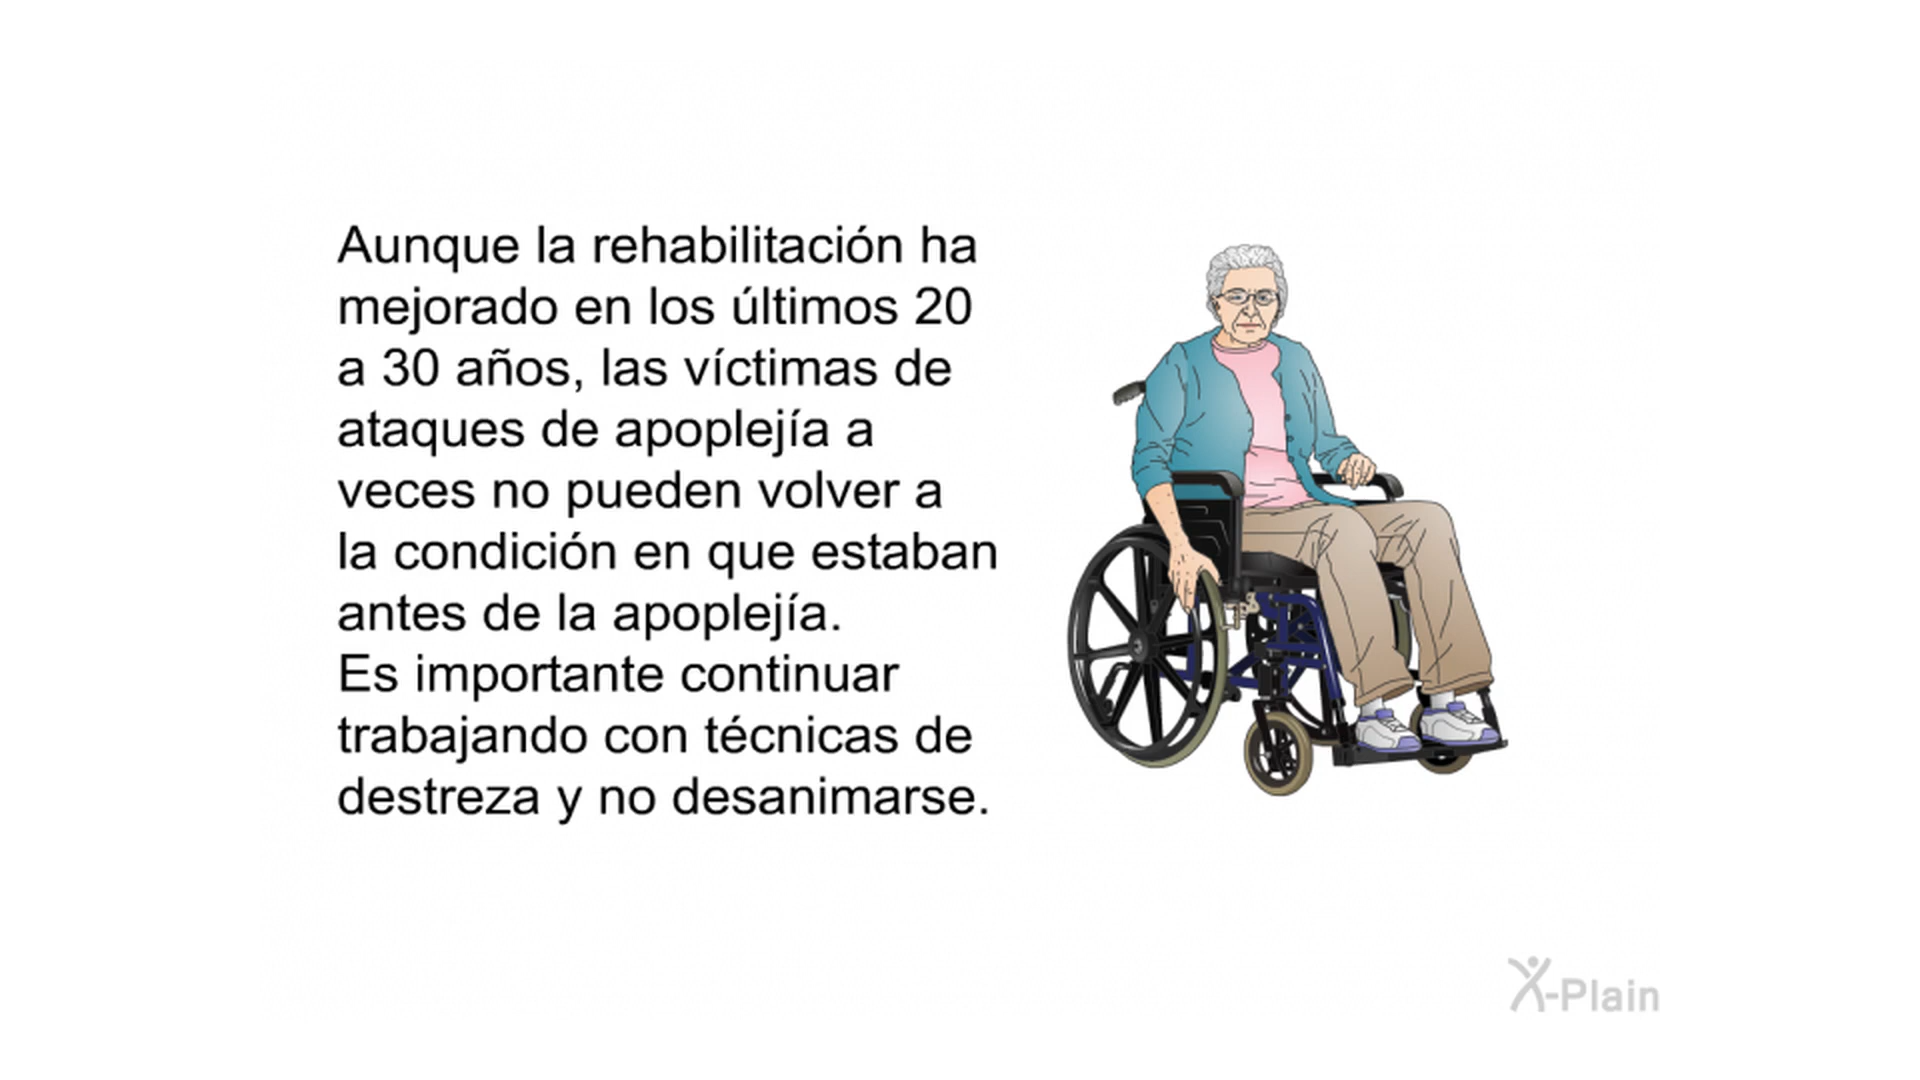 Aunque la rehabilitación ha
mejorado en los últimos 20
a 30 años, las víctimas de
ataques de apoplejía a
veces no pueden volver a
la condición en que estaban
antes de la apoplejía.
Es importante continuar
trabajando con técnicas de
destreza y no desanimarse.
X-Plain